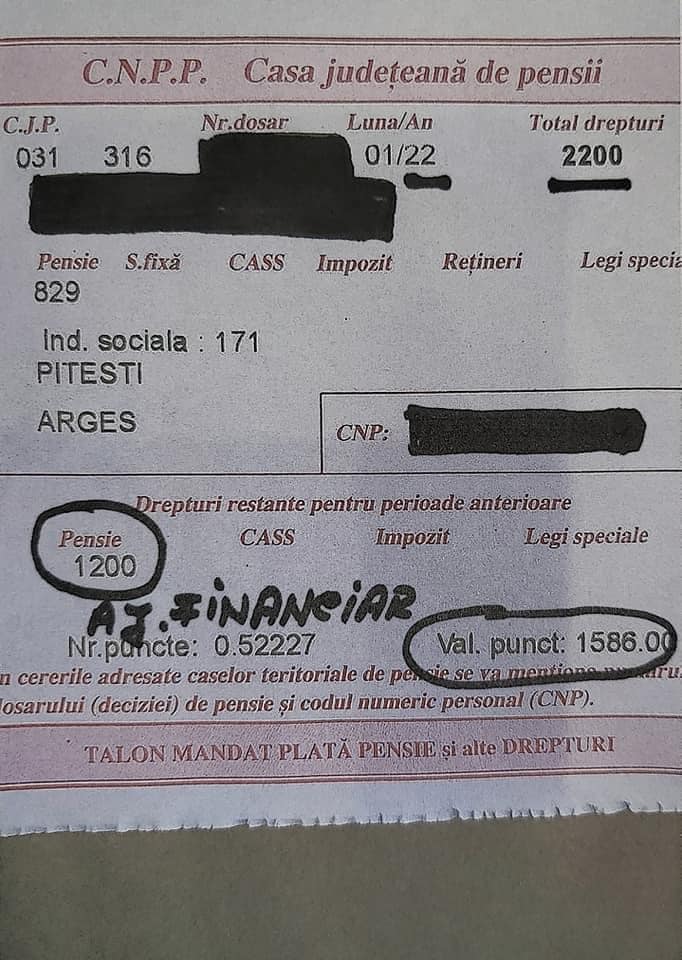 C.N.P.P. Casa județeană de pensii
C.J.P. Nr.dosar Luna/An Total drepturi
031 316 01/22 2200
Pensie S.fixă CASS Impozit Rețineri Legi specia
829
Ind. sociala : 171
PITESTI
ARGES
CNP:
Drepturi restante pentru perioade anterioare
Pensie CASS Impozit Legi speciale
1200
AJ. FINANCIAR
Nr.puncte: 0.52227 Val. punct: 1586.00
n cererile adresate caselor teritoriale de pensie se va
losarului (deciziei) de pensie și codul numeric personal (CNP).
TALON MANDAT PLATĂ PENSIE și alte DREPTURI